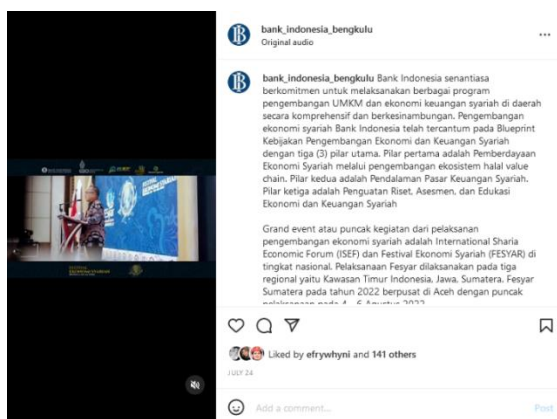 bank_indonesia_bengkulu
Original audio
bank_indonesia_bengkulu Bank Indonesia senantiasa
berkomitmen untuk melaksanakan berbagai program
pengembangan UMKM dan ekonomi keuangan syariah di daerah
secara komprehensif dan berkesinambungan. Pengembangan
ekonomi syariah Bank Indonesia telah tercantum pada Blueprint
Kebijakan Pengembangan Ekonomi dan Keuangan Syariah
dengan tiga (3) pilar utama. Pilar pertama adalah Pemberdayaan
Ekonomi Syariah melalui pengembangan ekosistem halal value
chain. Pilar kedua adalah Pendalaman Pasar Keuangan Syariah.
Pilar ketiga adalah Penguatan Riset, Asesmen, dan Edukasi
Ekonomi dan Keuangan Syariah
Grand event atau puncak kegiatan dari pelaksanan
pengembangan ekonomi syariah adalah International Sharia
Economic Forum (ISEF) dan Festival Ekonomi Syariah (FESYAR) di
tingkat nasional. Pelaksanaan Fesyar dilaksanakan pada tiga
regional yaitu Kawasan Timur Indonesia, Jawa, Sumatera. Fesyar
Sumatera pada tahun 2022 berpusat di Aceh dengan puncak
pelaksanaan pada 4 - 6 Agustus 2022
Liked by efrywhyni and 141 others
JULY 24
Add a comment...
Post